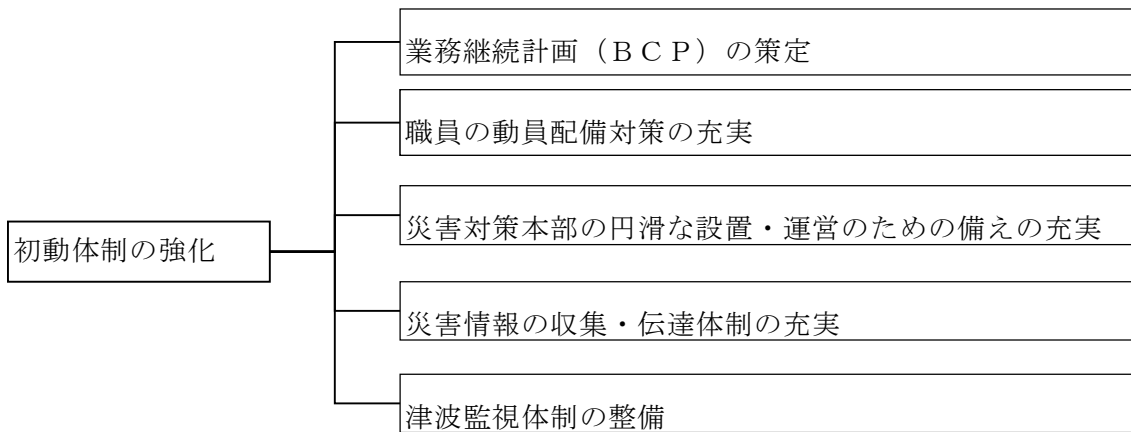 業務継続計画（ＢＣＰ）の策定
職員の動員配備対策の充実
災害対策本部の円滑な設置・運営のための備えの充実
初動体制の強化
災害情報の収集・伝達体制の充実
津波監視体制の整備